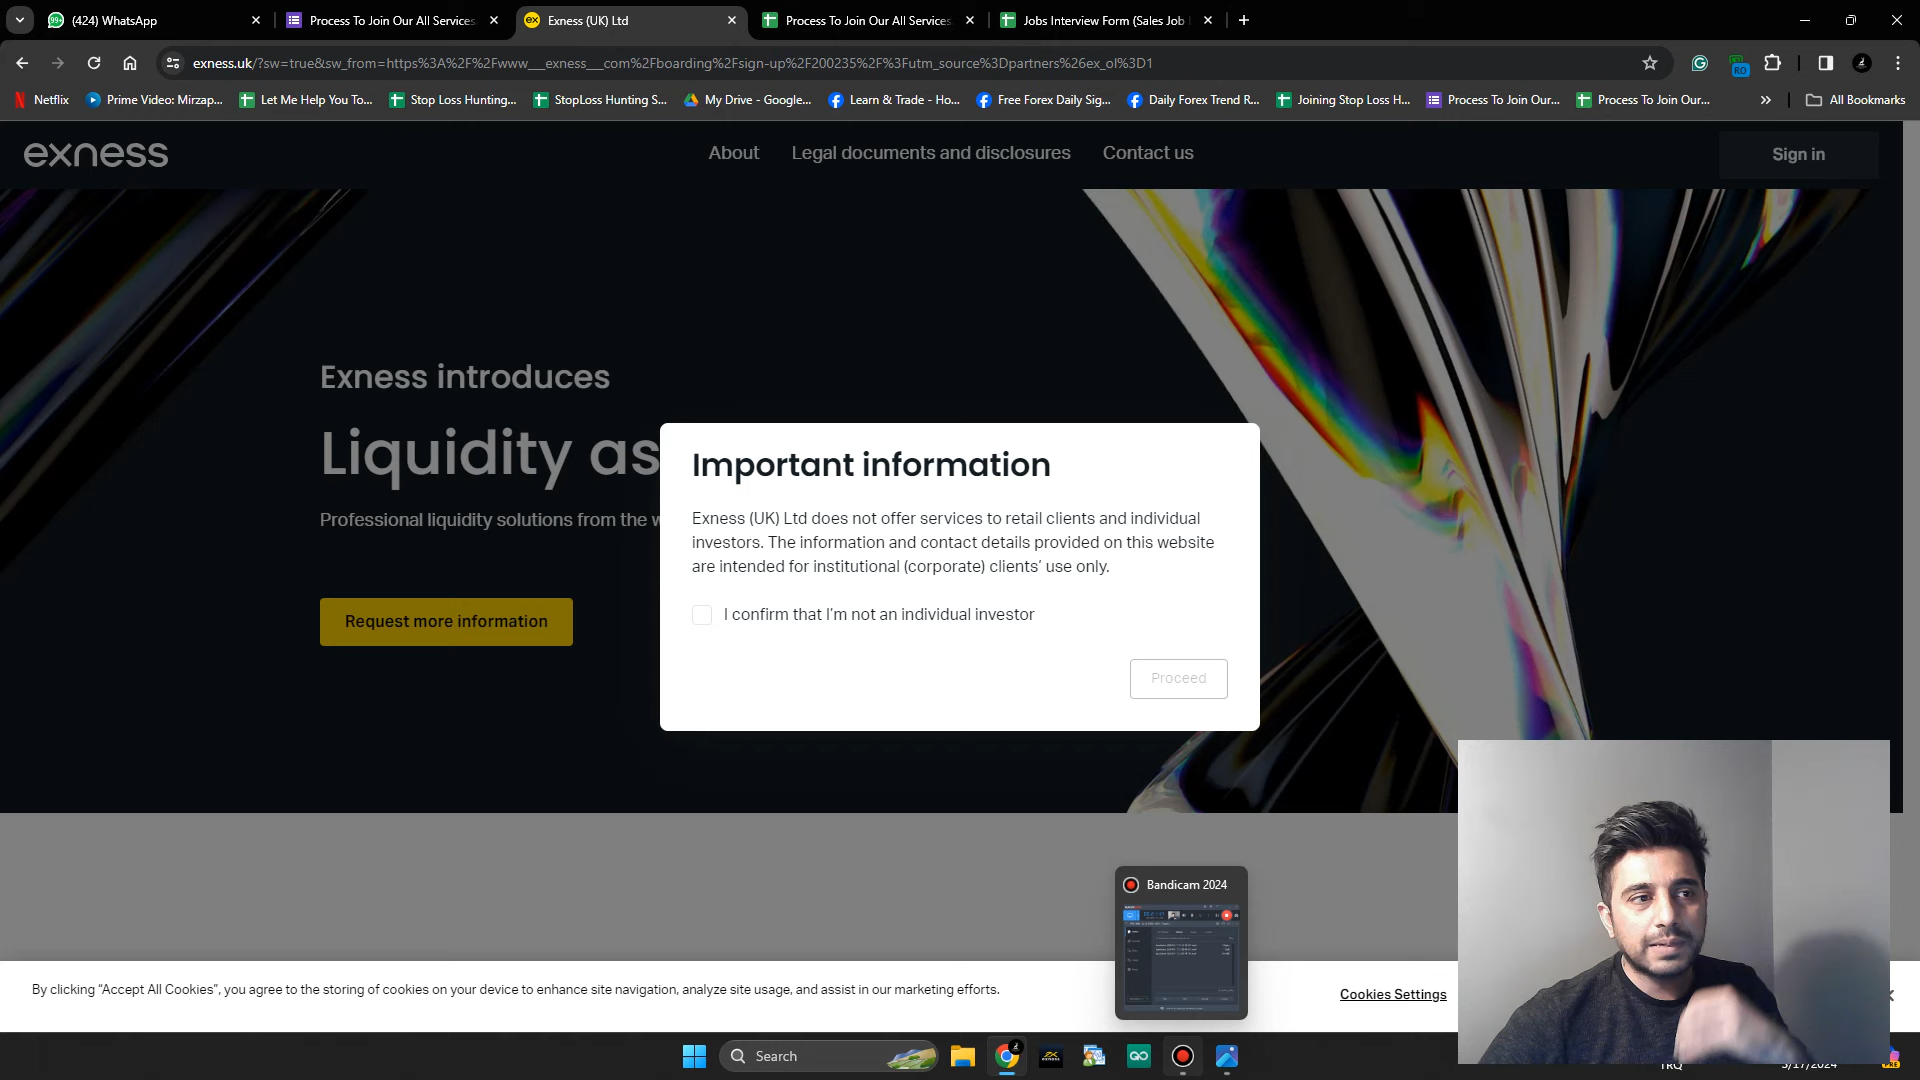 (424) WhatsApp
Process To Join Our All Services
Exness (UK) Ltd
Process To Join Our All Services
Jobs Interview Form (Sales Job
exness.uk/?sw=true&sw_from=https%3A%2F%2Fwww__exness__com%2Fboarding%2Fsign-up%2F200235%2F%3Futm_source%3Dpartners%26ex_ol%3D1
Netflix
Prime Video: Mirzap...
Let Me Help You To...
Stop Loss Hunting...
StopLoss Hunting S...
My Drive - Google...
Learn & Trade - Ho...
Free Forex Daily Sig...
Daily Forex Trend R...
Joining Stop Loss H...
Process To Join Our...
Process To Join Our...
All Bookmarks
exness
About
Legal documents and disclosures
Contact us
Sign in
Exness introduces
Liquidity as
Professional liquidity solutions from the w
Request more information
Important information
Exness (UK) Ltd does not offer services to retail clients and individual
investors. The information and contact details provided on this website
are intended for institutional (corporate) clients' use only.
I confirm that I'm not an individual investor
Proceed
Bandicam 2024
By clicking "Accept All Cookies", you agree to the storing of cookies on your device to enhance site navigation, analyze site usage, and assist in our marketing efforts.
Cookies Settings
Search
TRQ
3/17/2024